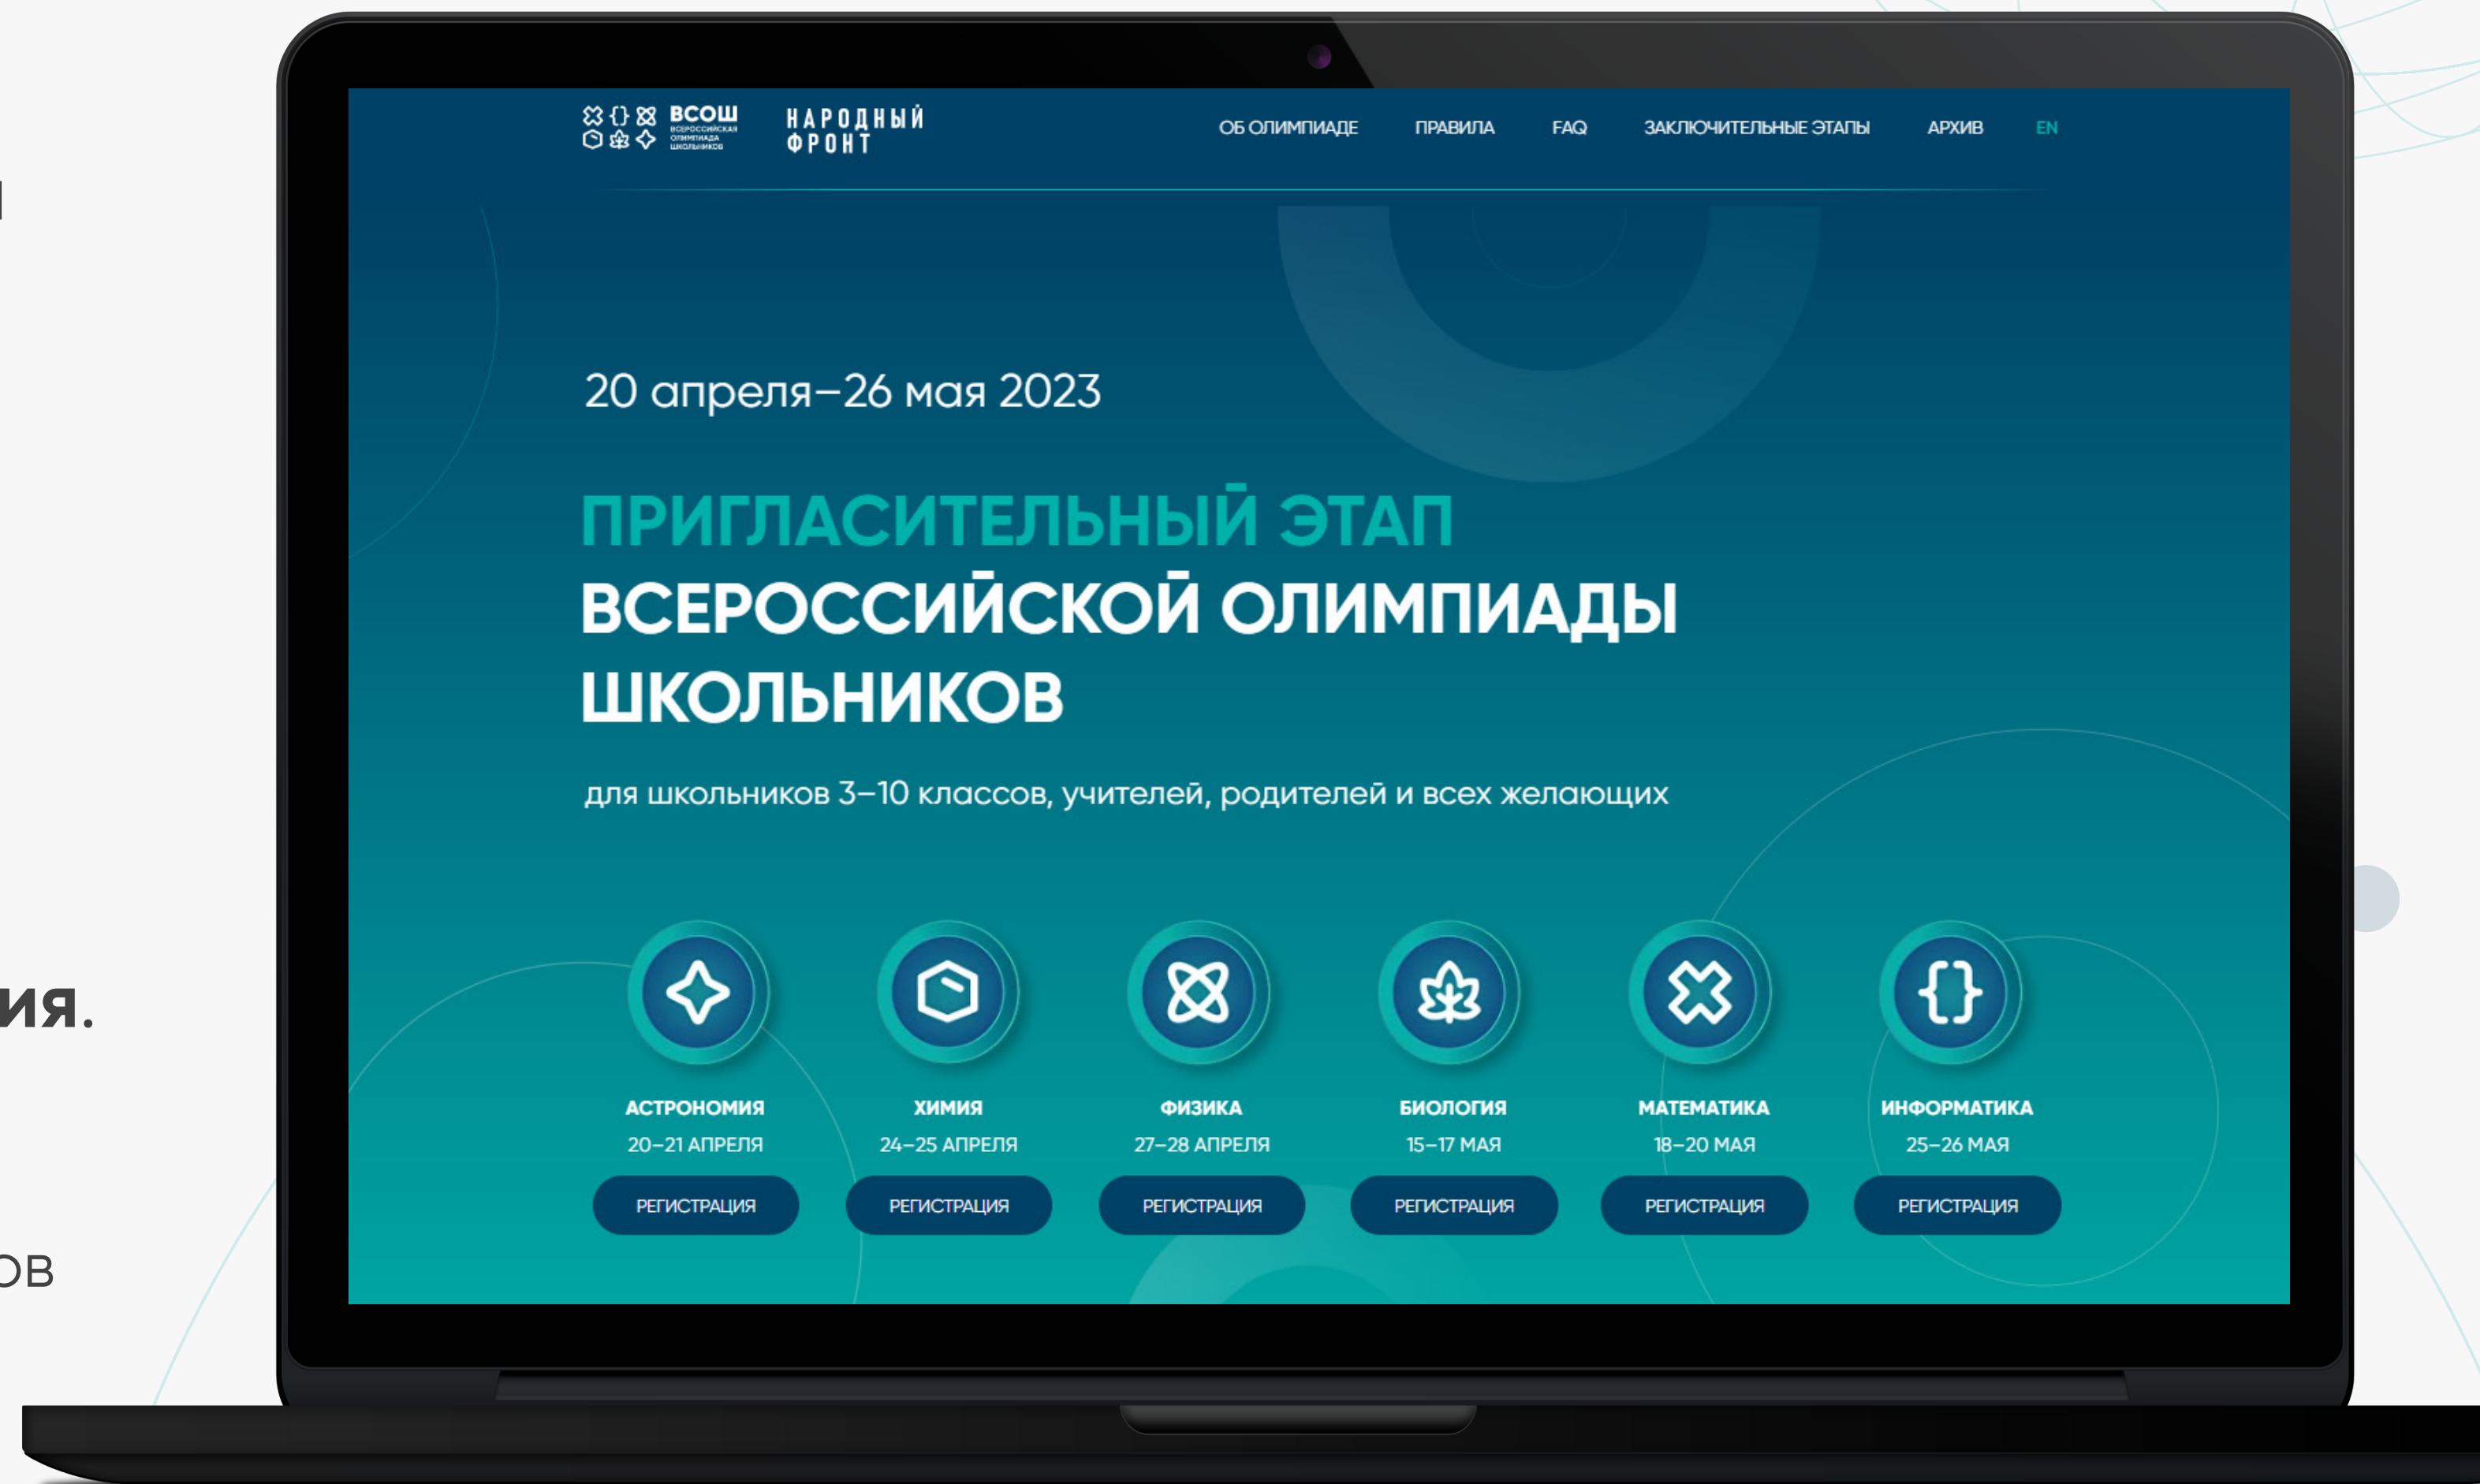 ВСОШ
ВСЕРОССИЙСКАЯ
ОЛИМПИАДА
ШКОЛЬНИКОВ
НАРОДНЫЙ
ФРОНТ
ОБ ОЛИМПИАДЕ ПРАВИЛА FAQ ЗАКЛЮЧИТЕЛЬНЫЕ ЭТАПЫ АРХИВ EN
20 апреля–26 мая 2023
ПРИГЛАСИТЕЛЬНЫЙ ЭТАП
ВСЕРОССИЙСКОЙ ОЛИМПИАДЫ
ШКОЛЬНИКОВ
для школьников 3–10 классов, учителей, родителей и всех желающих
АСТРОНОМИЯ ХИМИЯ ФИЗИКА БИОЛОГИЯ МАТЕМАТИКА ИНФОРМАТИКА
20–21 АПРЕЛЯ 24–25 АПРЕЛЯ 27–28 АПРЕЛЯ 15–17 МАЯ 18–20 МАЯ 25–26 МАЯ
РЕГИСТРАЦИЯ РЕГИСТРАЦИЯ РЕГИСТРАЦИЯ РЕГИСТРАЦИЯ РЕГИСТРАЦИЯ РЕГИСТРАЦИЯ